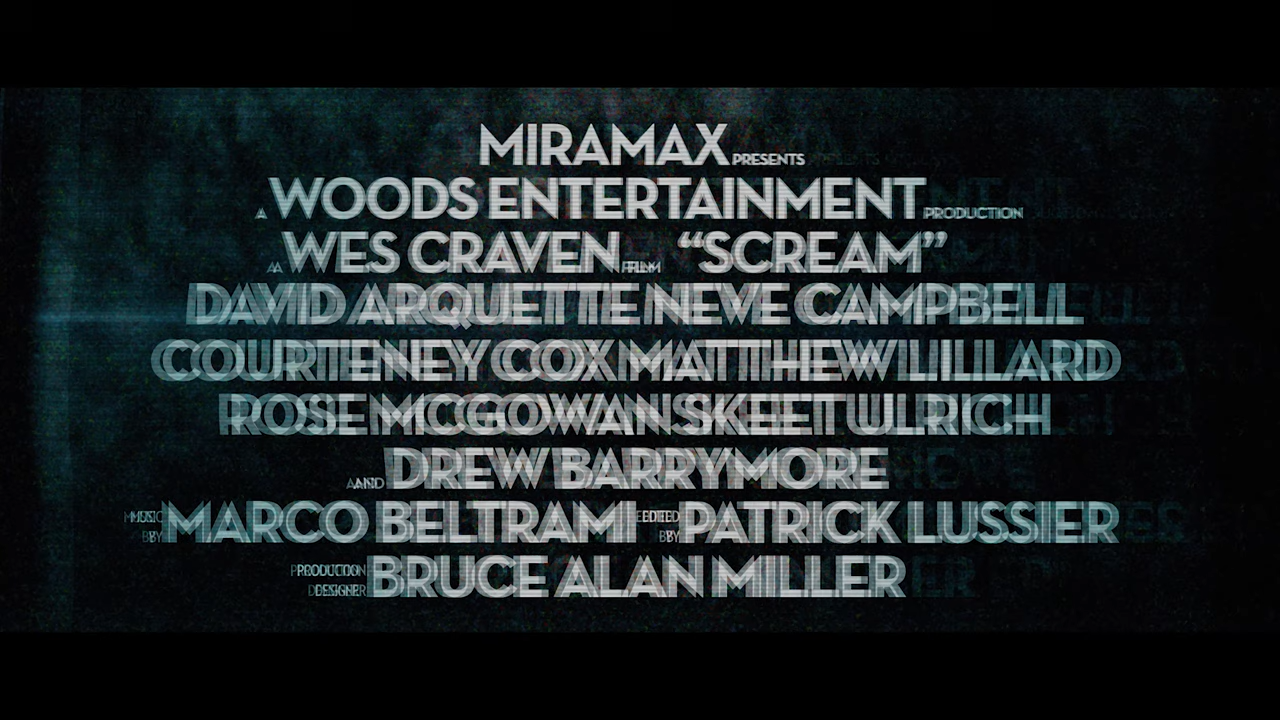 MIRAMAX PRESENTS
A WOODS ENTERTAINMENT PRODUCTION
A WES CRAVEN FILM “SCREAM”
DAVID ARQUETTE NEVE CAMPBELL
COURTENEY COX MATTHEW LILLARD
ROSE MCGOWAN SKEET ULRICH
AND DREW BARRYMORE
MUSIC BY MARCO BELTRAMI EDITED BY PATRICK LUSSIER
PRODUCTION DESIGNER BRUCE ALAN MILLER